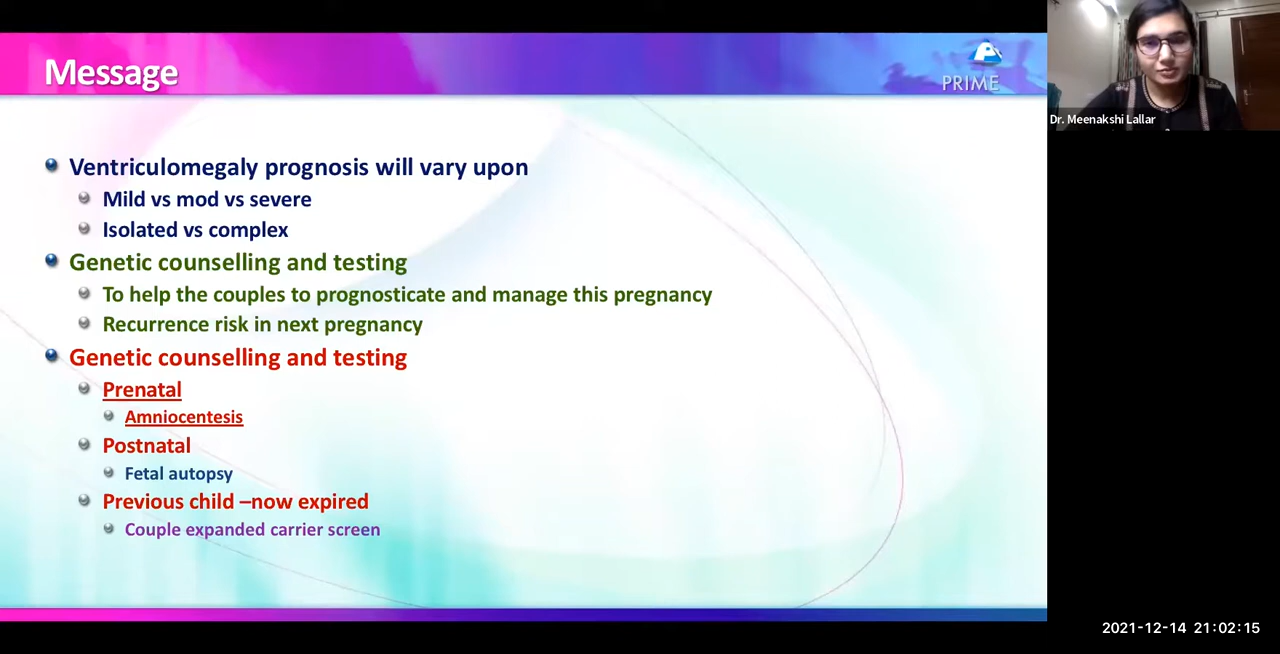 Message
PRIME
Dr. Meenakshi Lallar
Ventriculomegaly prognosis will vary upon
Mild vs mod vs severe
Isolated vs complex
Genetic counselling and testing
To help the couples to prognosticate and manage this pregnancy
Recurrence risk in next pregnancy
Genetic counselling and testing
Prenatal
Amniocentesis
Postnatal
Fetal autopsy
Previous child –now expired
Couple expanded carrier screen
2021-12-14 21:02:15